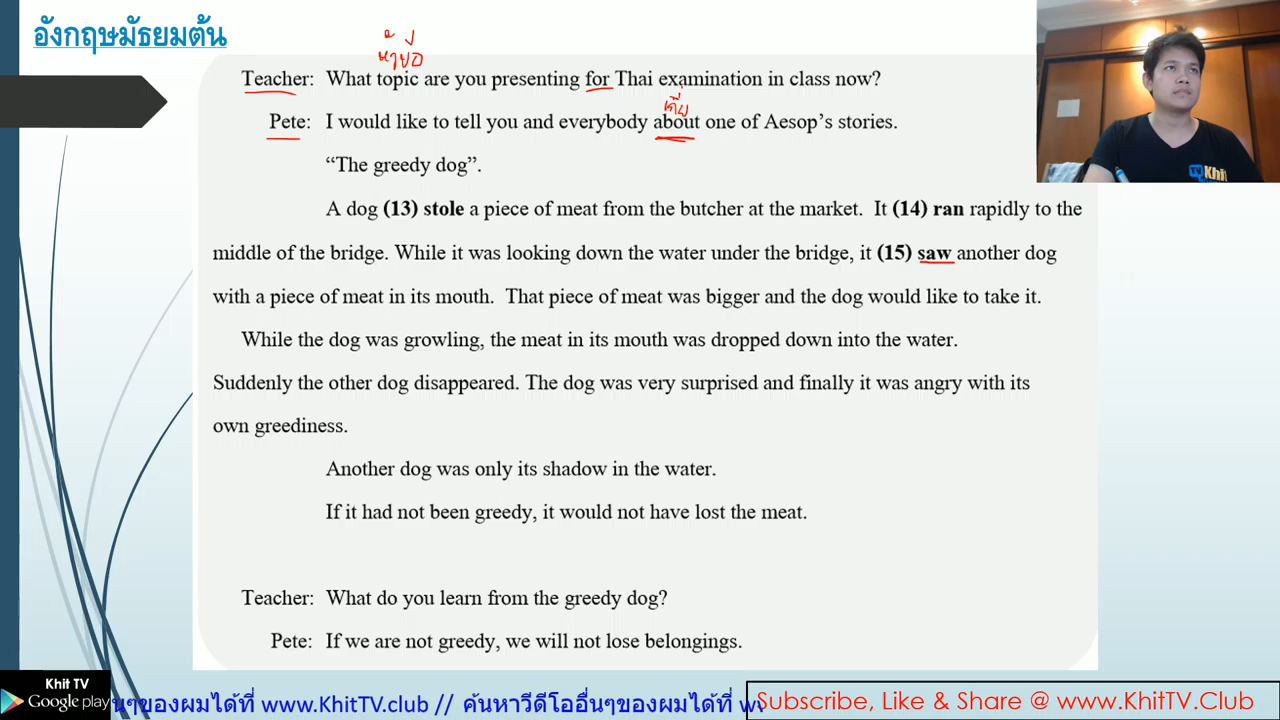 อังกฤษมัธยมต้น
หัวข้อ
Teacher: What topic are you presenting for Thai examination in class now?
Pete: I would like to tell you and everybody about one of Aesop’s stories.
“The greedy dog”.
A dog (13) stole a piece of meat from the butcher at the market. It (14) ran rapidly to the
middle of the bridge. While it was looking down the water under the bridge, it (15) saw another dog
with a piece of meat in its mouth. That piece of meat was bigger and the dog would like to take it.
While the dog was growling, the meat in its mouth was dropped down into the water.
Suddenly the other dog disappeared. The dog was very surprised and finally it was angry with its
own greediness.
Another dog was only its shadow in the water.
If it had not been greedy, it would not have lost the meat.
Teacher: What do you learn from the greedy dog?
Pete: If we are not greedy, we will not lose belongings.
Khit TV
Google play
นๆของผมได้ที่ www.KhitTV.club // ค้นหาวีดีโออื่นๆของผมได้ที่
Subscribe, Like & Share @ www.KhitTV.Club